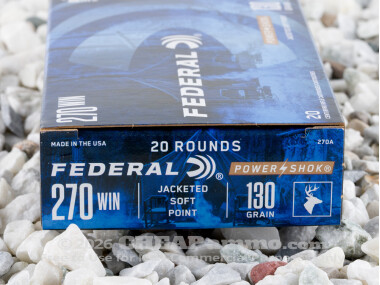 270 WIN
FEDERAL
20
MADE IN THE USA
20 ROUNDS
270A
FEDERAL
POWER SHOK®
270 WIN
JACKETED
SOFT
POINT
130
GRAIN